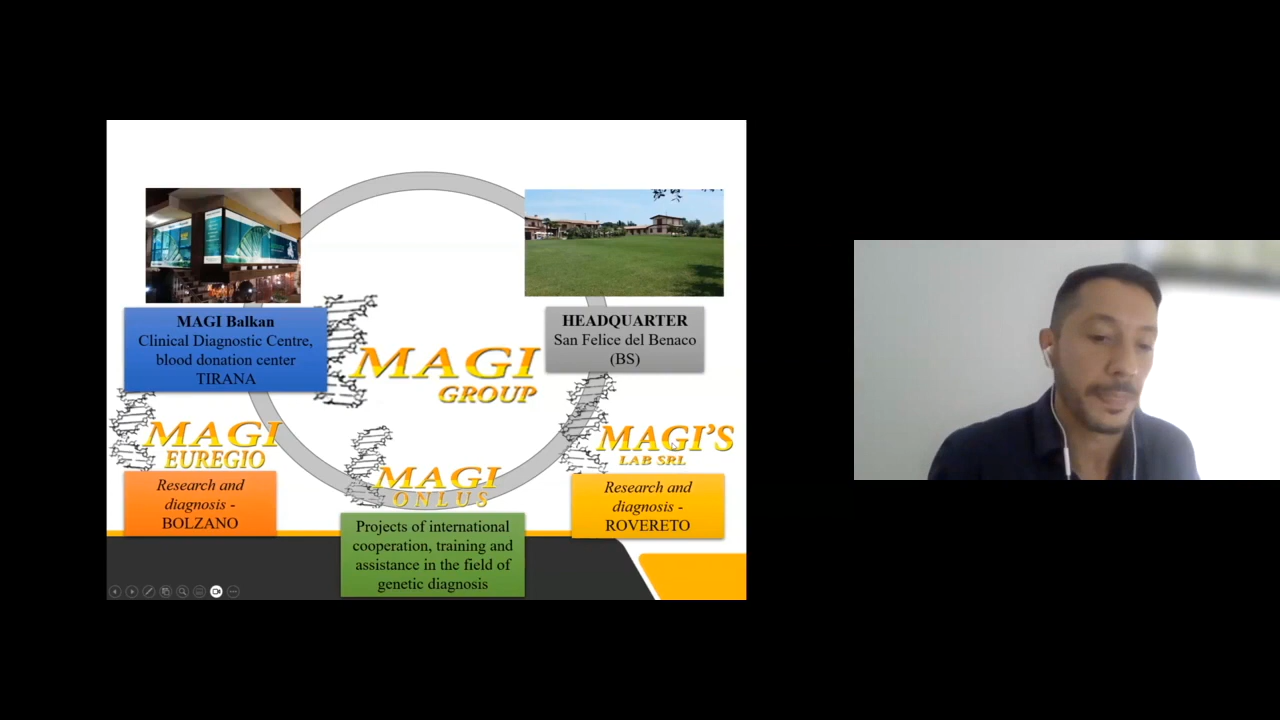 MAGI Balkan
Clinical Diagnostic Centre,
blood donation center
TIRANA
HEADQUARTER
San Felice del Benaco
(BS)
MAGI
GROUP
MAGI
EUREGIO
Research and
diagnosis -
BOLZANO
MAGI
ONLUS
Projects of international
cooperation, training and
assistance in the field of
genetic diagnosis
MAGI'S
LAB SRL
Research and
diagnosis -
ROVERETO